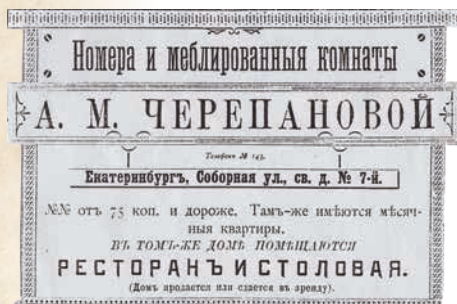 Номера и меблированныя комнаты
А. М. ЧЕРЕПАНОВОЙ
Телефонъ № 143.
Екатеринбургъ, Соборная ул., св. д. № 7-й.
№№ отъ 75 коп. и дороже. Тамъ-же имѣются мѣсяч-
ныя квартиры.
ВЪ ТОМЪ-ЖЕ ДОМѢ ПОМѢЩАЮТСЯ
РЕСТОРАНЪ И СТОЛОВАЯ.
(Домъ продается или сдается въ аренду).